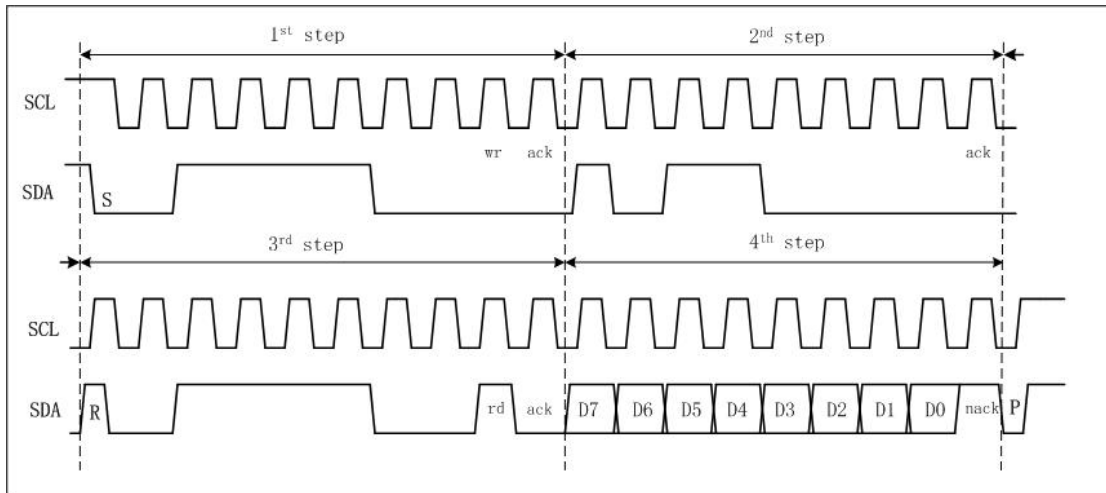 1st step 2nd step
SCL
wr ack ack
SDA S
3rd step 4th step
SCL
SDA R rd ack D7 D6 D5 D4 D3 D2 D1 D0 nack P